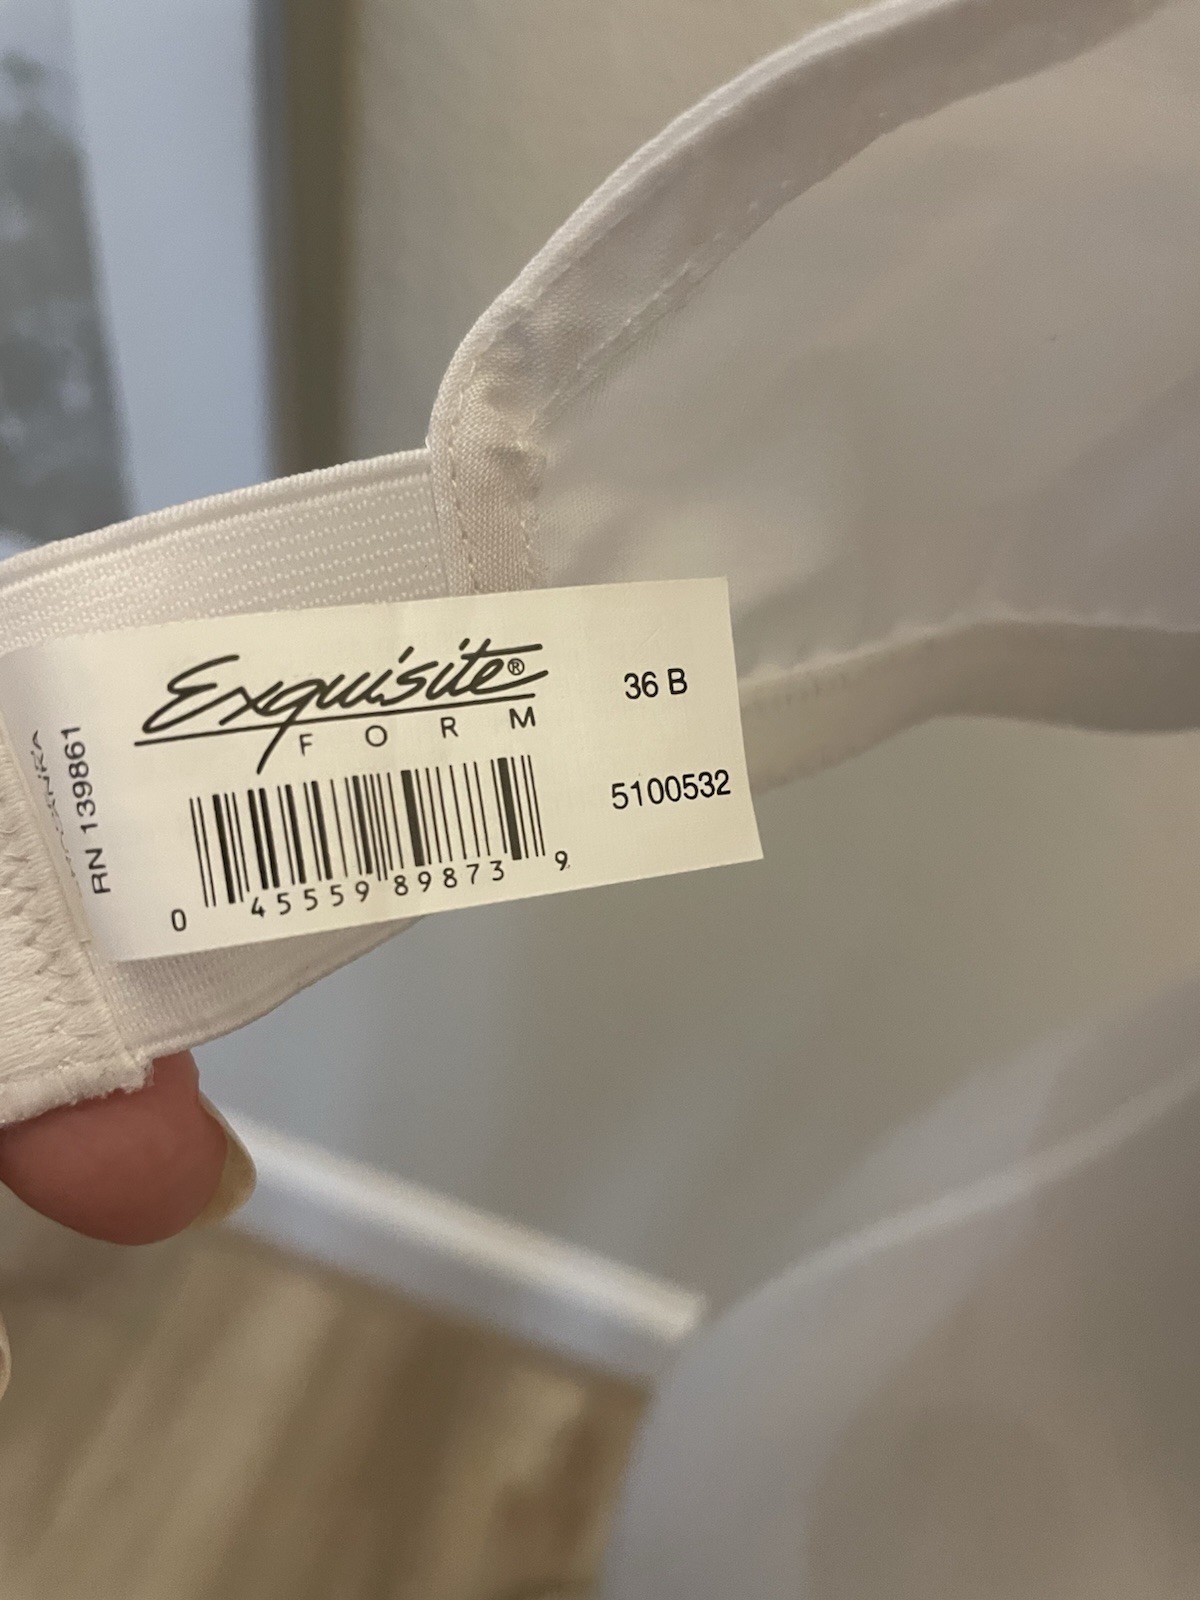 Exquisite®
FORM
36 B
5100532
0 45559 89873 9
RN 139861